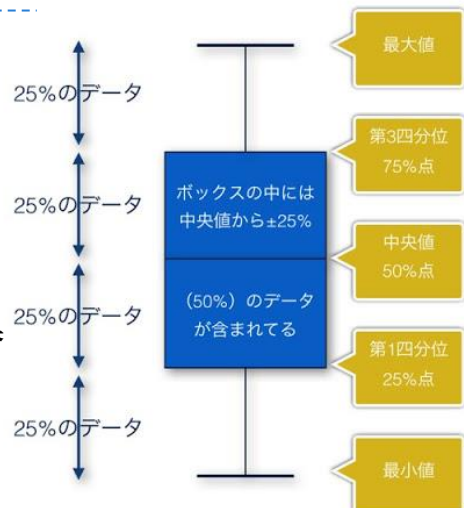 最大値
25%のデータ
第3四分位
75%点
ボックスの中には
中央値から±25%
25%のデータ
中央値
50%点
(50%)のデータ
が含まれてる
25%のデータ
第1四分位
25%点
25%のデータ
最小値